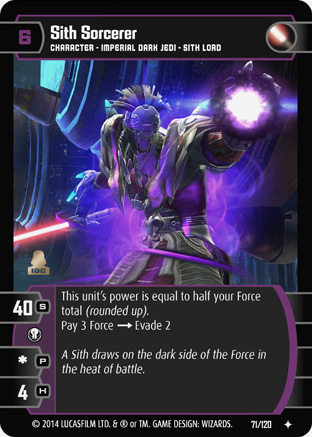 6
Sith Sorcerer
CHARACTER - IMPERIAL DARK JEDI - SITH LORD
IDC
40 S
This unit's power is equal to half your Force
total (rounded up).
Pay 3 Force → Evade 2
* P
A Sith draws on the dark side of the Force in
the heat of battle.
4 H
© 2014 LUCASFILM LTD. & ® or TM. GAME DESIGN: WIZARDS. 71/120